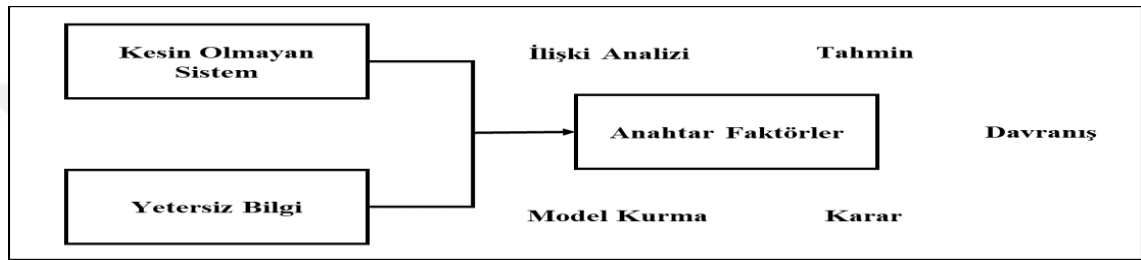 Kesin Olmayan
Sistem
İlişki Analizi
Tahmin
Anahtar Faktörler
Davranış
Yetersiz Bilgi
Model Kurma
Karar